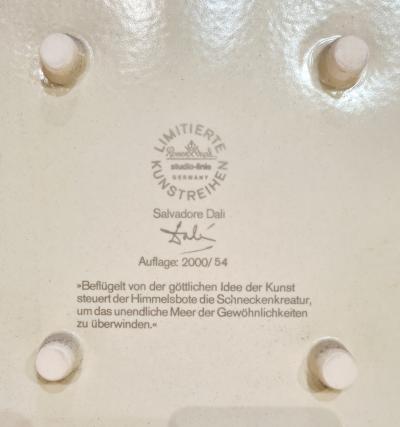 LIMITIERTE
Rosenthal
studio-linie
GERMANY
KUNSTREIHEN
Salvadore Dali
Dalí
Auflage: 2000/54
»Beflügelt von der göttlichen Idee der Kunst
steuert der Himmelsbote die Schneckenkreatur,
um das unendliche Meer der Gewöhnlichkeiten
zu überwinden.«